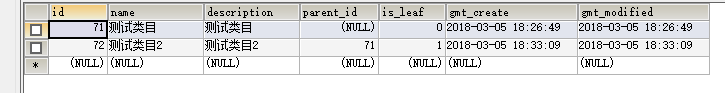 id name description parent_id is_leaf gmt_create gmt_modified
71 测试类目 测试类目 (NULL) 0 2018-03-05 18:26:49 2018-03-05 18:26:49
72 测试类目2 测试类目2 71 1 2018-03-05 18:33:09 2018-03-05 18:33:09
* (NULL) (NULL) (NULL) (NULL) (NULL) (NULL) (NULL)